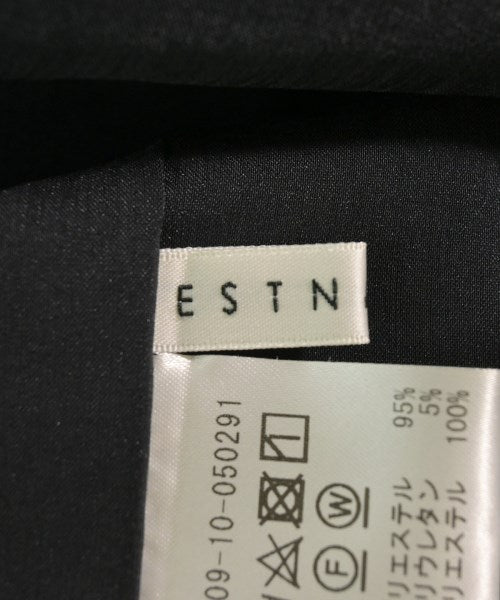 ESTN
09-10-050291
W
F
リエステル 95%
リウレタン 5%
リエステル 100%